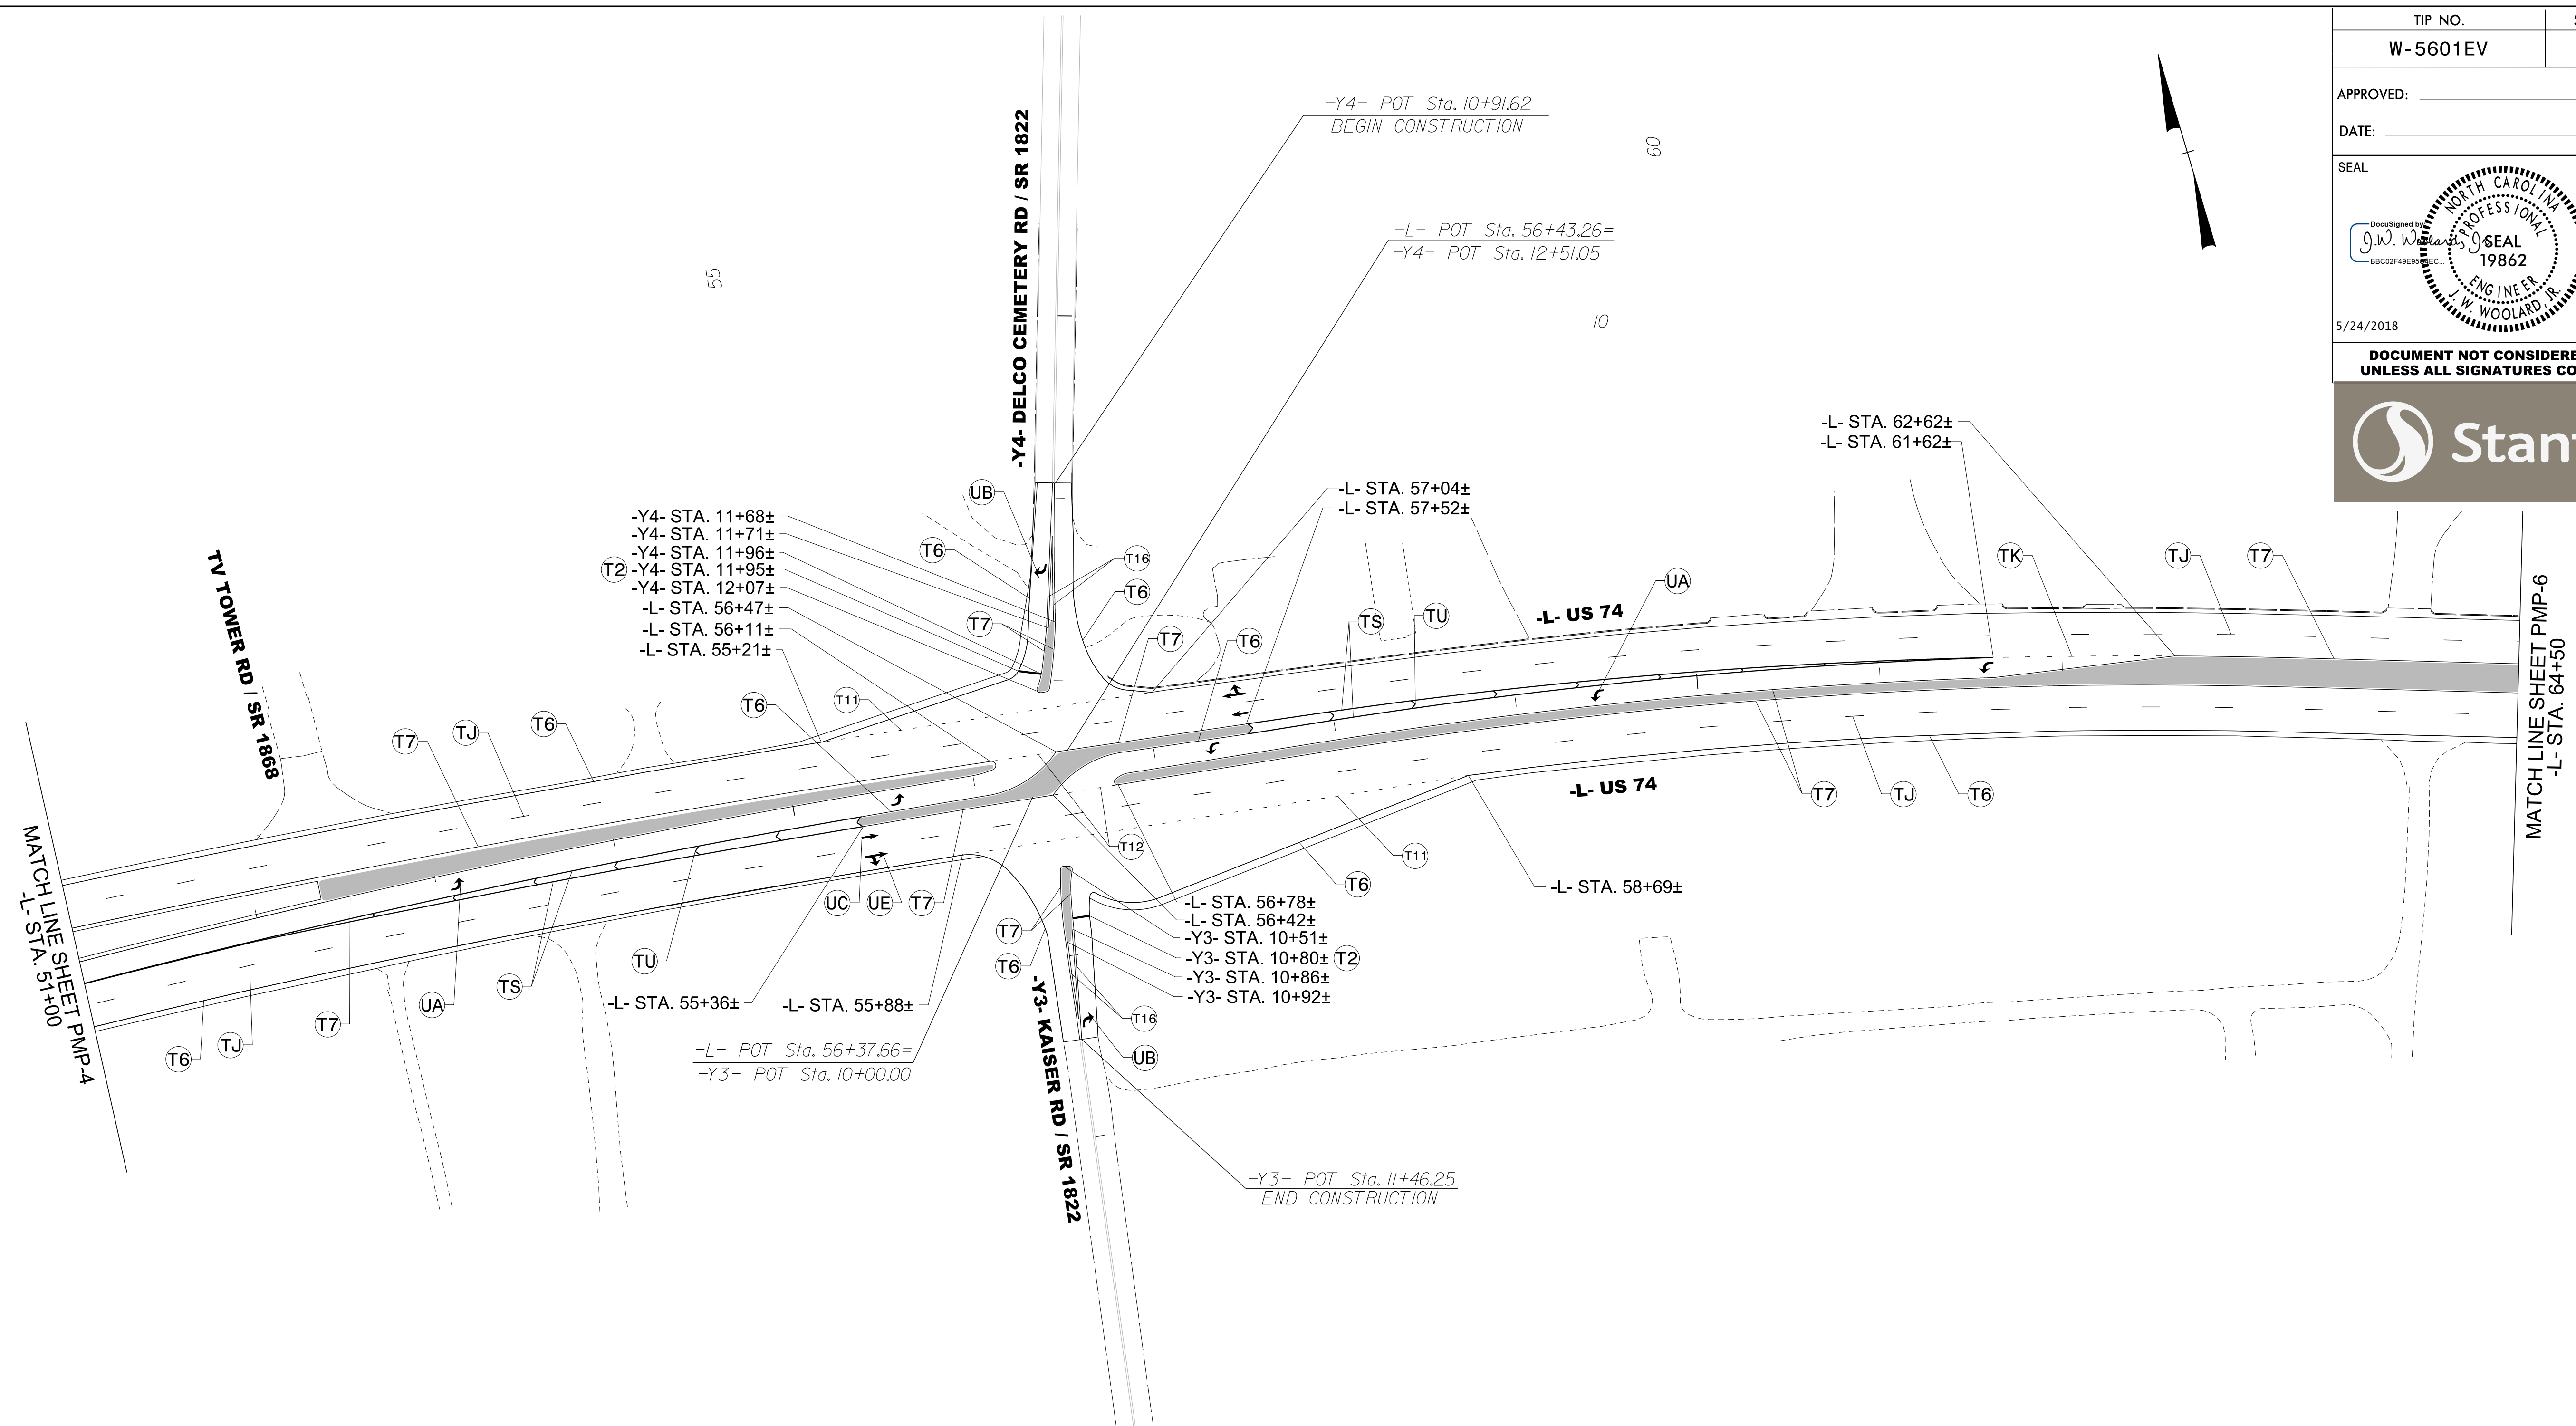 TIP NO.
W-5601EV
APPROVED:
DATE:
SEAL
NORTH CAROLINA
PROFESSIONAL
DocuSigned by
J.W. Woolard, Jr.
SEAL
19862
ENGINEER
J. W. WOOLARD, JR.
5/24/2018
DOCUMENT NOT CONSIDERE
UNLESS ALL SIGNATURES CO
Stant
-Y4- POT Sta. 10+91.62
BEGIN CONSTRUCTION
60
-L- POT Sta. 56+43.26=
-Y4- POT Sta. 12+51.05
55
10
-Y4- DELCO CEMETERY RD / SR 1822
-L- STA. 62+62±
-L- STA. 61+62±
UB
-L- STA. 57+04±
-L- STA. 57+52±
-Y4- STA. 11+68±
-Y4- STA. 11+71±
-Y4- STA. 11+96±
T2 -Y4- STA. 11+95±
-Y4- STA. 12+07±
-L- STA. 56+47±
-L- STA. 56+11±
-L- STA. 55+21±
T6
T16
T6
T7
T7
T6
TS
TU
UA
-L- US 74
TK
TJ
T7
TV TOWER RD / SR 1868
T7
TJ
T6
T6
T11
MATCH LINE SHEET PMP-6
-L- STA. 64+50
-L- US 74
T7
TJ
T6
T12
T11
T6
-L- STA. 58+69±
MATCH LINE SHEET PMP-4
-L- STA. 51+00
UC
UE
T7
-L- STA. 56+78±
-L- STA. 56+42±
-Y3- STA. 10+51±
-Y3- STA. 10+80± T2
-Y3- STA. 10+86±
-Y3- STA. 10+92±
T7
T6
TU
TS
UA
-L- STA. 55+36±
-L- STA. 55+88±
T7
TJ
T6
T16
UB
-L- POT Sta. 56+37.66=
-Y3- POT Sta. 10+00.00
-Y3- KAISER RD / SR 1822
-Y3- POT Sta. 11+46.25
END CONSTRUCTION